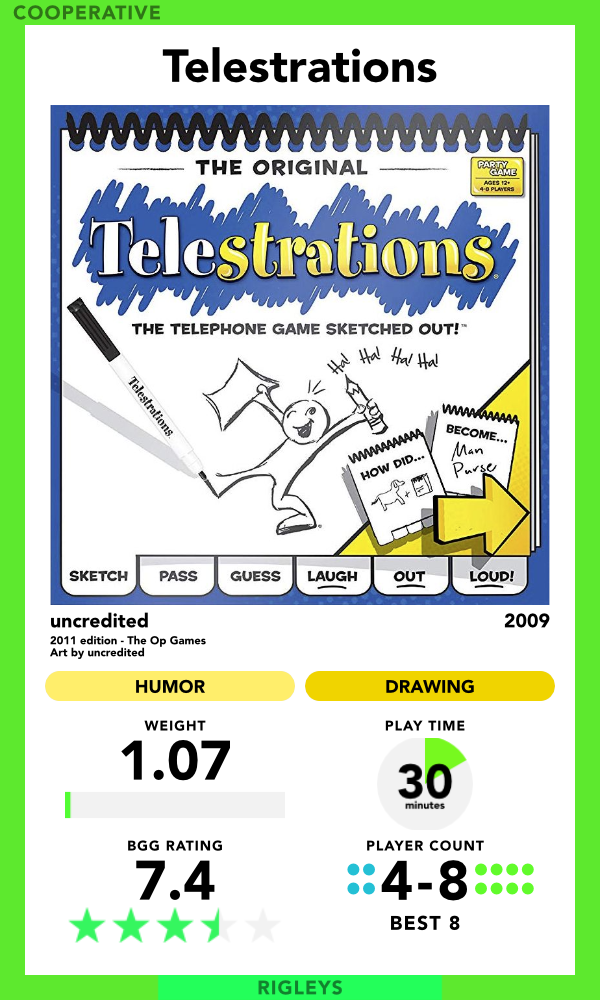 COOPERATIVE
Telestrations
THE ORIGINAL
PARTY GAME
AGES 12+
4-8 PLAYERS
Telestrations®
THE TELEPHONE GAME SKETCHED OUT!™
Ha! Ha! Ha! Ha!
Telestrations
HOW DID...
BECOME...
Man
Purse
SKETCH PASS GUESS LAUGH OUT LOUD!
uncredited 2009
2011 edition - The Op Games
Art by uncredited
HUMOR DRAWING
WEIGHT
1.07
PLAY TIME
30
minutes
BGG RATING
7.4
PLAYER COUNT
4-8
BEST 8
RIGLEYS